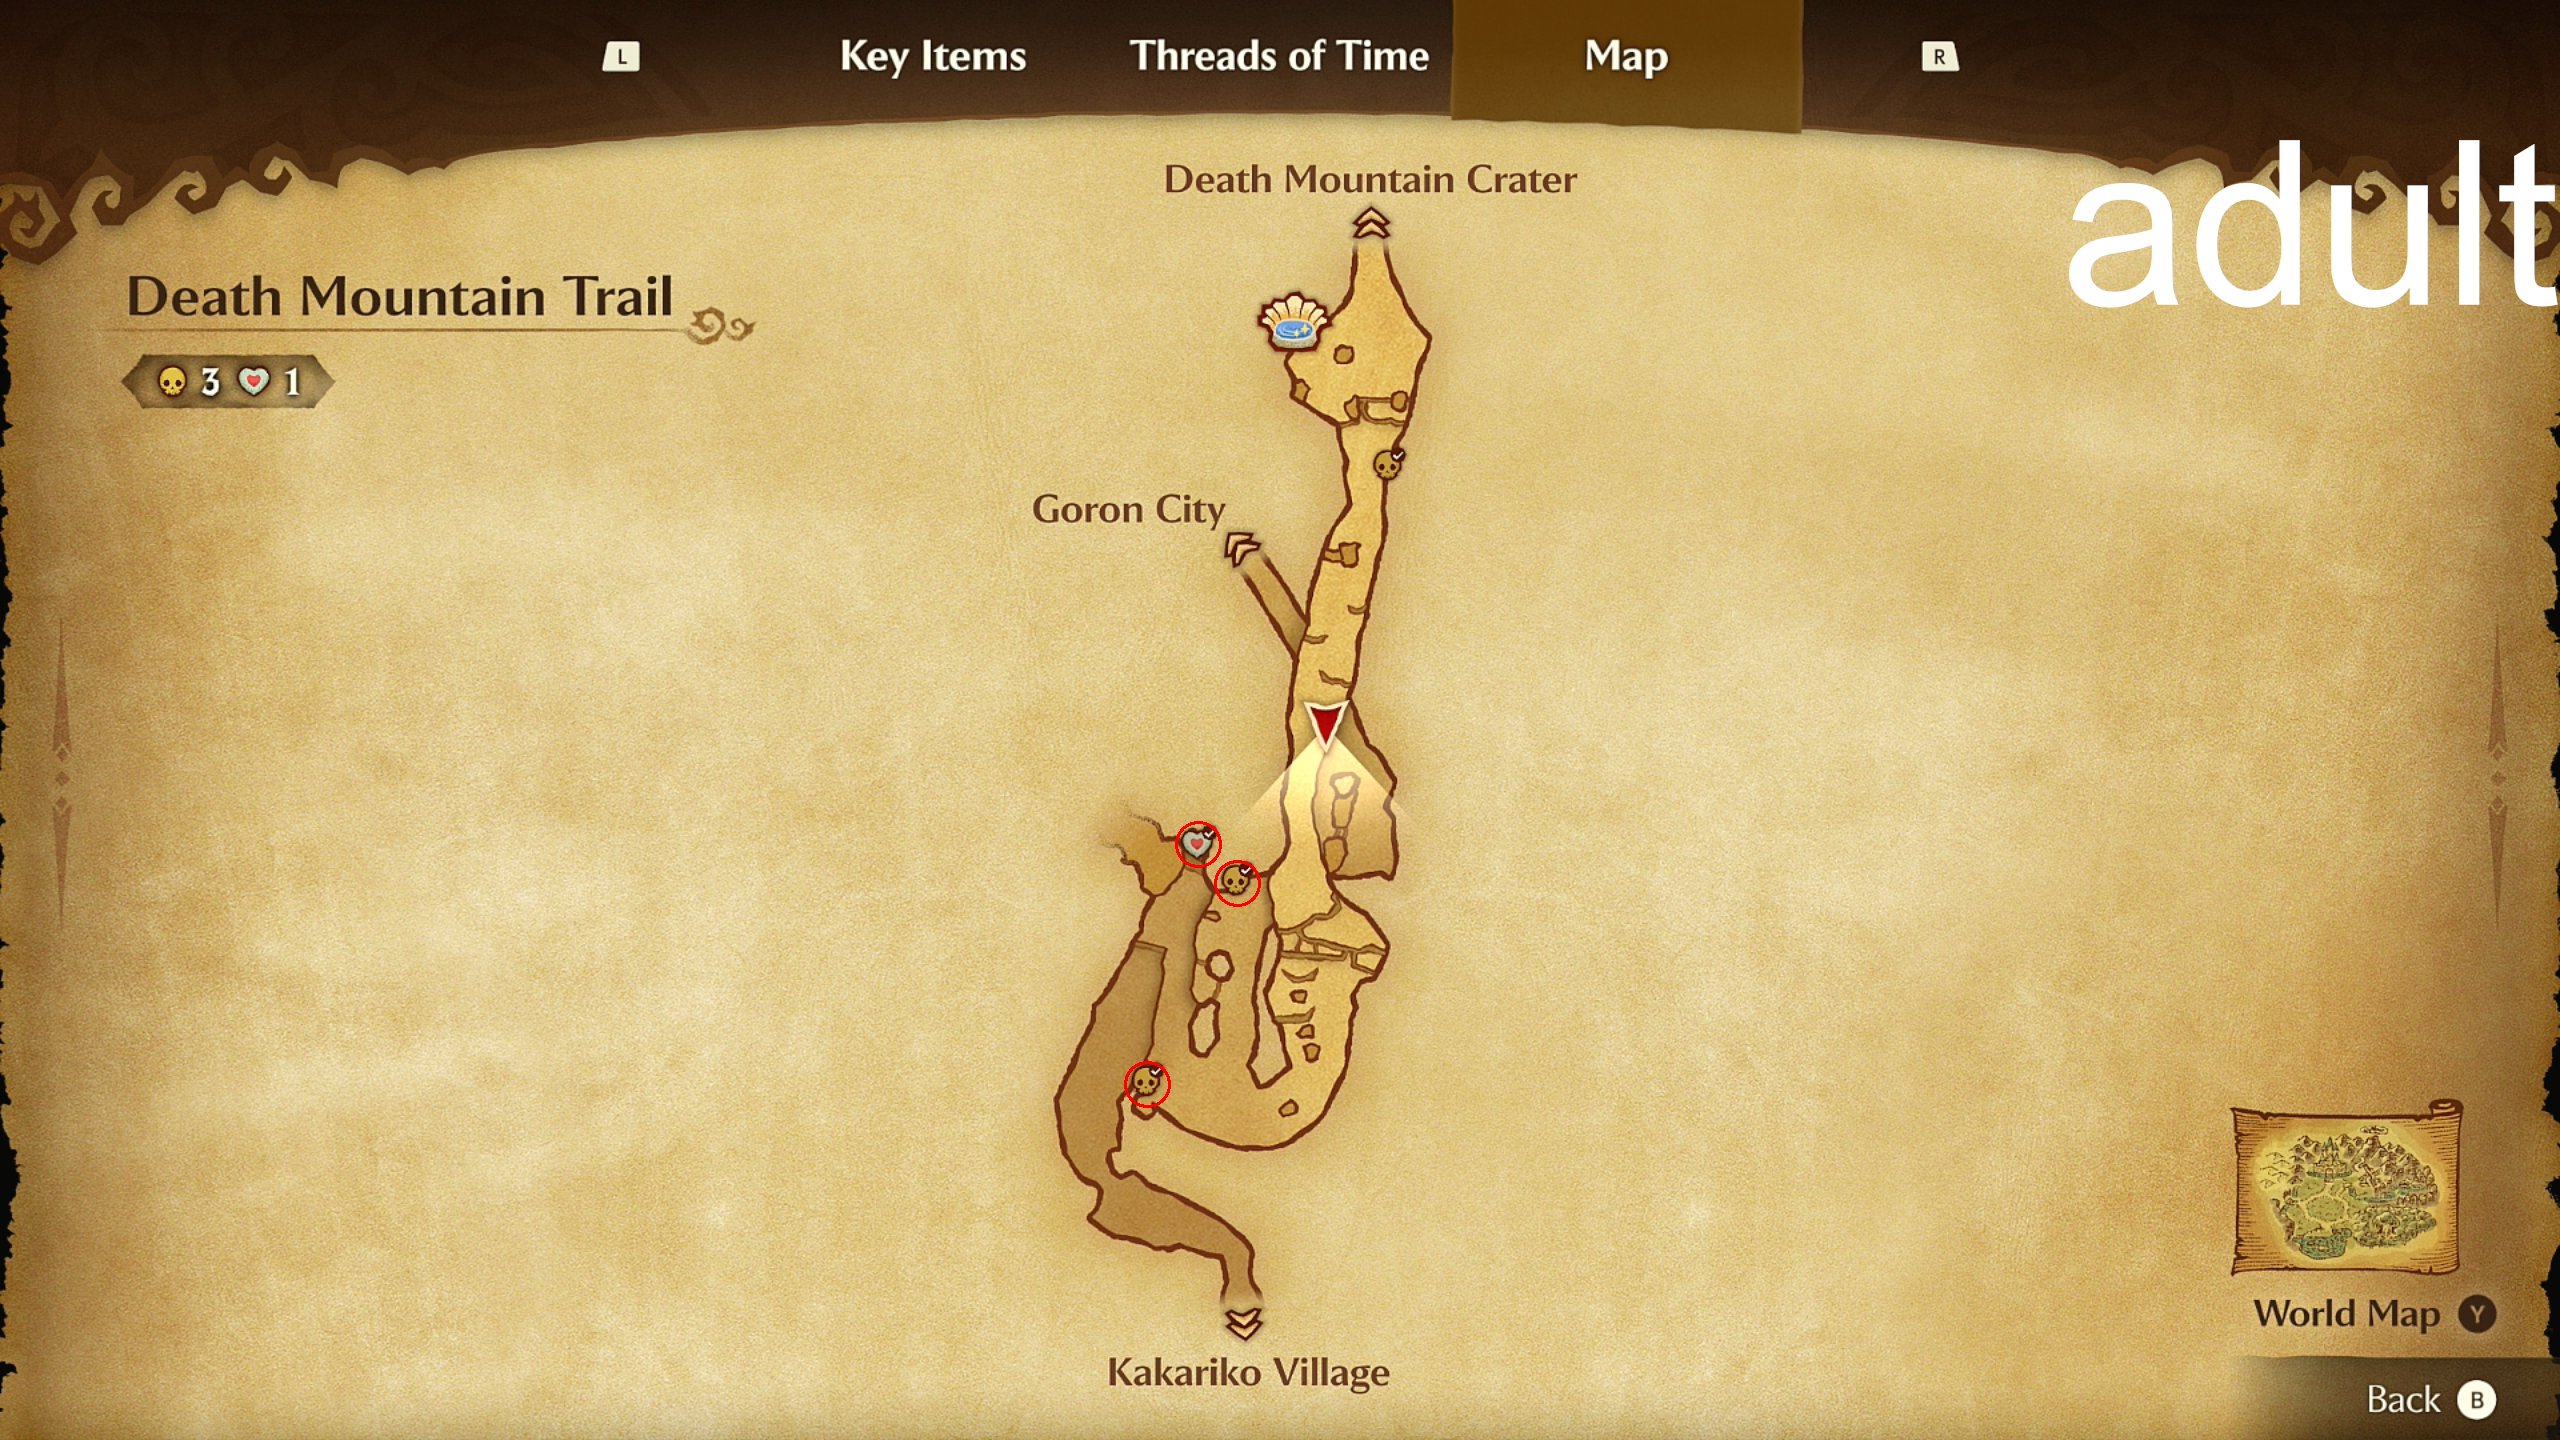 L Key Items Threads of Time Map R
adult
Death Mountain Crater
Death Mountain Trail
3 1
Goron City
World Map Y
Kakariko Village
Back B